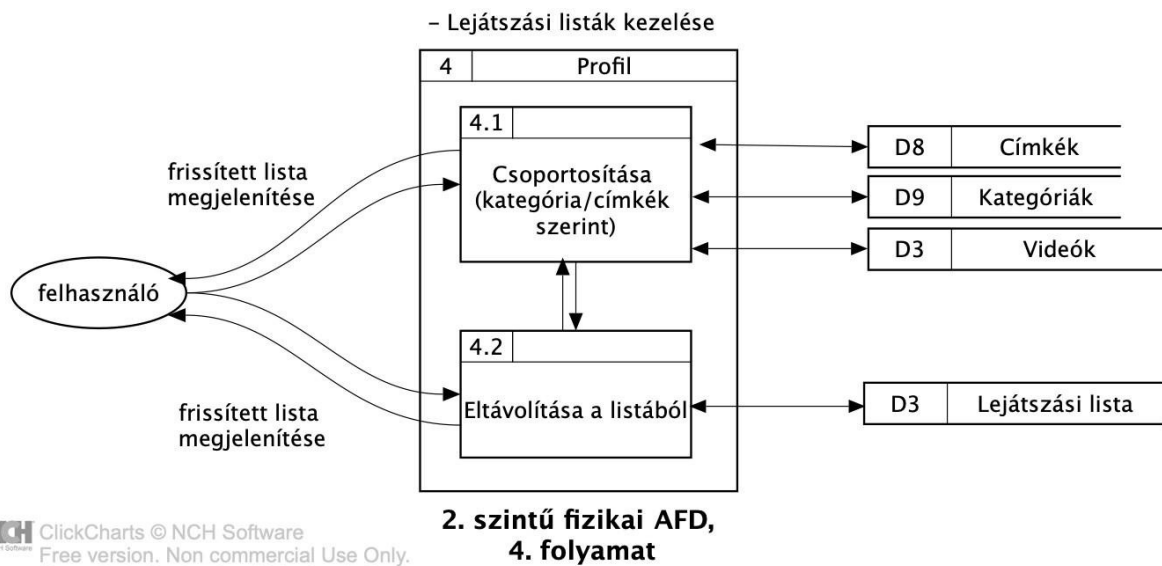 – Lejátszási listák kezelése
4 Profil
4.1
Csoportosítása
(kategória/címkék
szerint)
frissített lista
megjelenítése
D8 Címkék
D9 Kategóriák
D3 Videók
felhasználó
4.2
Eltávolítása a listából
D3 Lejátszási lista
frissített lista
megjelenítése
2. szintű fizikai AFD,
4. folyamat
ClickCharts © NCH Software
Free version. Non commercial Use Only.